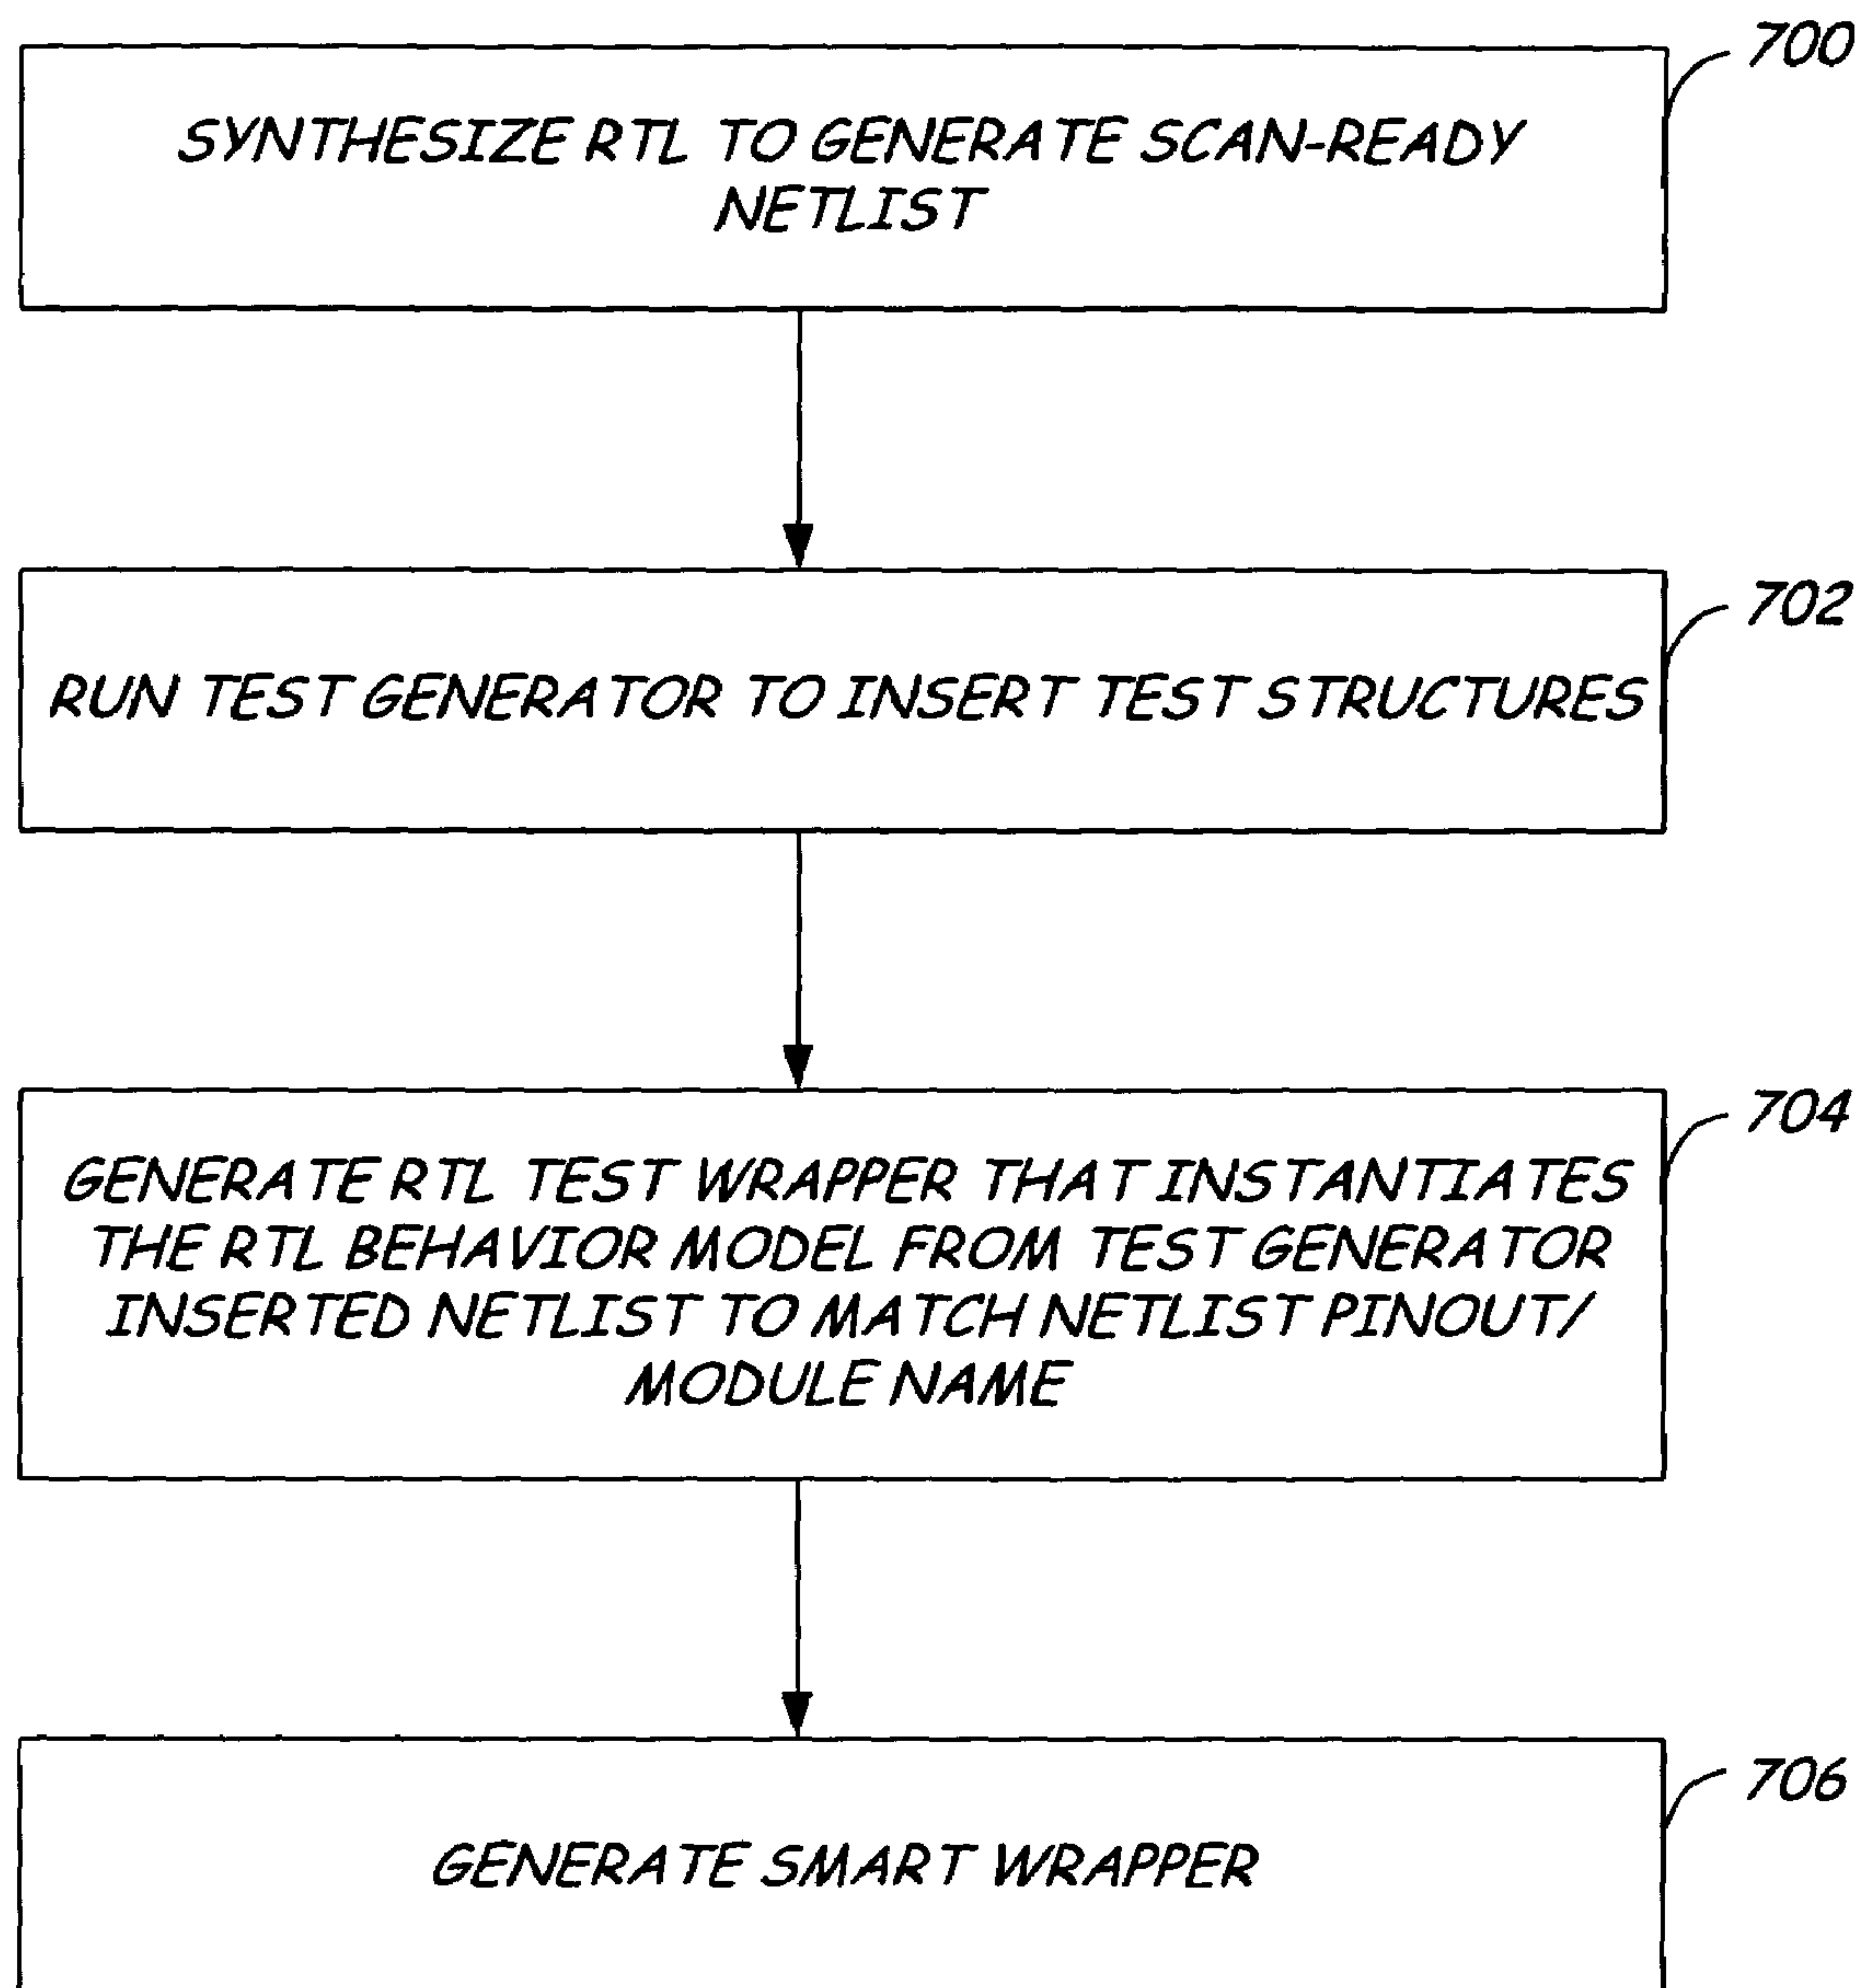 700
SYNTHESIZE RTL TO GENERATE SCAN-READY
NETLIST
702
RUN TEST GENERATOR TO INSERT TEST STRUCTURES
704
GENERATE RTL TEST WRAPPER THAT INSTANTIATES
THE RTL BEHAVIOR MODEL FROM TEST GENERATOR
INSERTED NETLIST TO MATCH NETLIST PINOUT/
MODULE NAME
706
GENERATE SMART WRAPPER